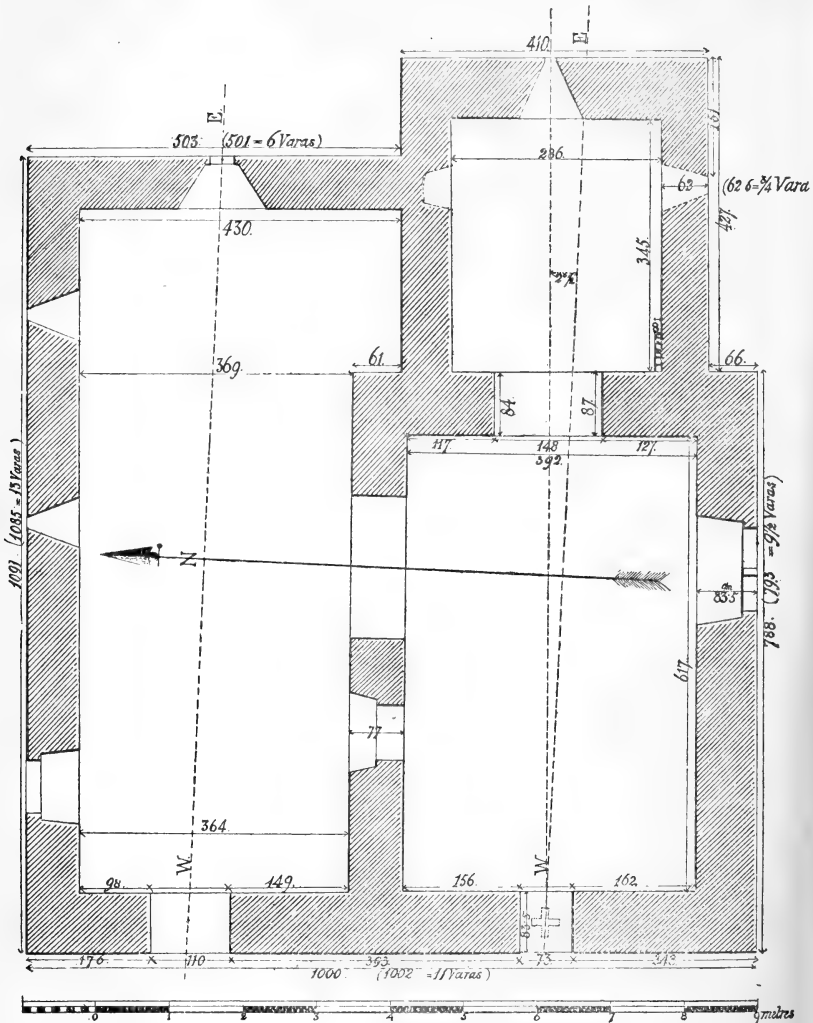 410.
E
E.
503. (501 = 6 Varas)
161.
286.
62
(62 6 = ¾ Vara
427.
430.
345.
369.
61.
66.
84.
87.
117.
148
127.
392.
1091 (1085 = 13 Varas)
N
83.5
788. (793 = 9½ Varas)
617.
77
364.
98.
149.
W.
W.
156.
162.
83.5
176.
110
393.
73.
348.
1000 (1002 = 11 Varas)
0 1 2 3 4 5 6 7 8 9 metres